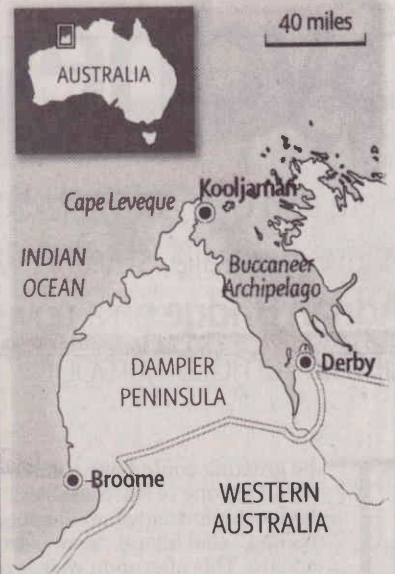 40 miles
AUSTRALIA
Kooljaman
Cape Leveque
INDIAN
OCEAN
Buccaneer
Archipelago
DAMPIER
PENINSULA
Derby
Broome
WESTERN
AUSTRALIA